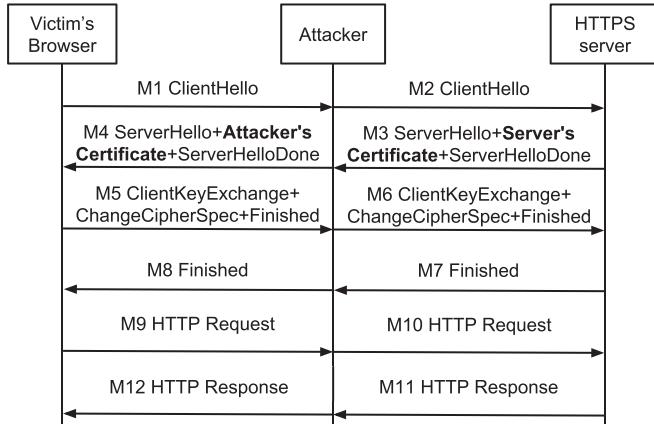 Victim's
Browser
Attacker
HTTPS
server
M1 ClientHello
M2 ClientHello
M4 ServerHello+Attacker's
Certificate+ServerHelloDone
M3 ServerHello+Server's
Certificate+ServerHelloDone
M5 ClientKeyExchange+
ChangeCipherSpec+Finished
M6 ClientKeyExchange+
ChangeCipherSpec+Finished
M8 Finished
M7 Finished
M9 HTTP Request
M10 HTTP Request
M12 HTTP Response
M11 HTTP Response